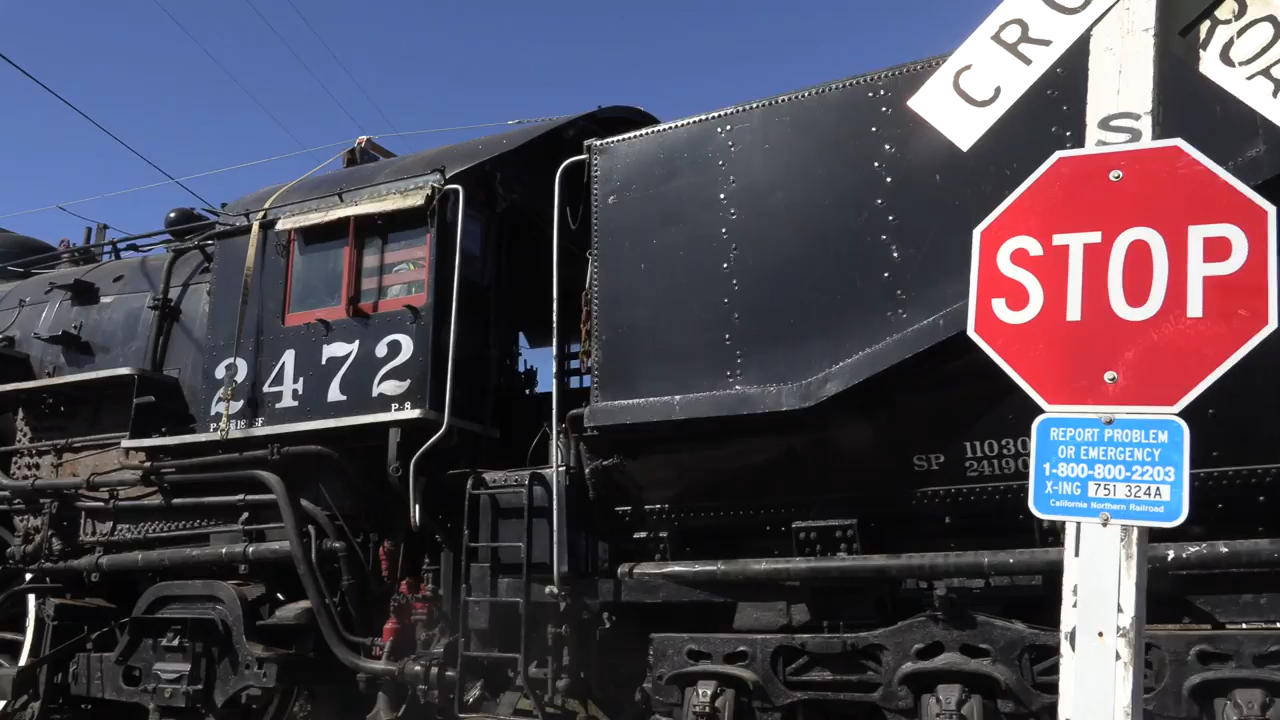 CRO
ROA
S
STOP
2472
P-8
SF
SP 11030
24190
REPORT PROBLEM
OR EMERGENCY
1-800-800-2203
X-ING 751 324A
California Northern Railroad